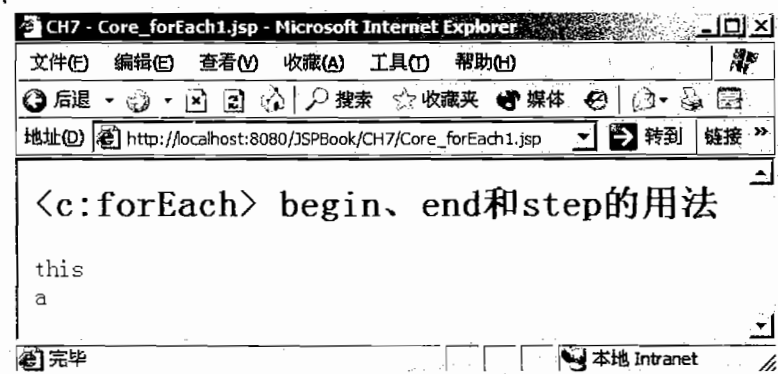 CH7 - Core_forEach1.jsp - Microsoft Internet Explorer
文件(F) 编辑(E) 查看(V) 收藏(A) 工具(T) 帮助(H)
后退 搜索 收藏夹 媒体
地址(D) http://localhost:8080/JSPBook/CH7/Core_forEach1.jsp 转到 链接 »
<c:forEach> begin、end和step的用法
this
a
完毕 本地 Intranet